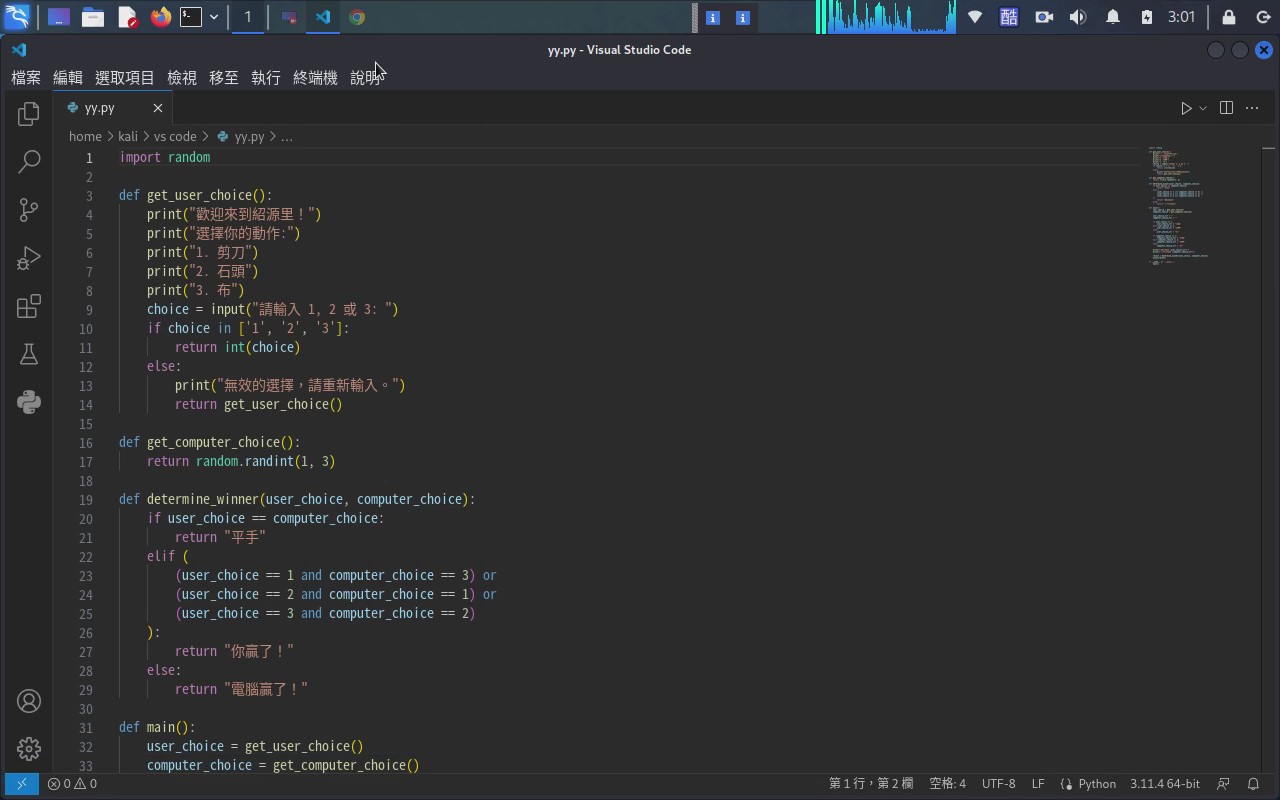 1
3:01
yy.py - Visual Studio Code
檔案 編輯 選取項目 檢視 移至 執行 終端機 說明
yy.py
home > kali > vs code > yy.py > ...
1 import random
2
3 def get_user_choice():
4 print("歡迎來到紹源里！")
5 print("選擇你的動作:")
6 print("1. 剪刀")
7 print("2. 石頭")
8 print("3. 布")
9 choice = input("請輸入 1, 2 或 3: ")
10 if choice in ['1', '2', '3']:
11 return int(choice)
12 else:
13 print("無效的選擇，請重新輸入。")
14 return get_user_choice()
15
16 def get_computer_choice():
17 return random.randint(1, 3)
18
19 def determine_winner(user_choice, computer_choice):
20 if user_choice == computer_choice:
21 return "平手"
22 elif (
23 (user_choice == 1 and computer_choice == 3) or
24 (user_choice == 2 and computer_choice == 1) or
25 (user_choice == 3 and computer_choice == 2)
26 ):
27 return "你贏了！"
28 else:
29 return "電腦贏了！"
30
31 def main():
32 user_choice = get_user_choice()
33 computer_choice = get_computer_choice()
0 0 第 1 行，第 2 欄 空格: 4 UTF-8 LF Python 3.11.4 64-bit